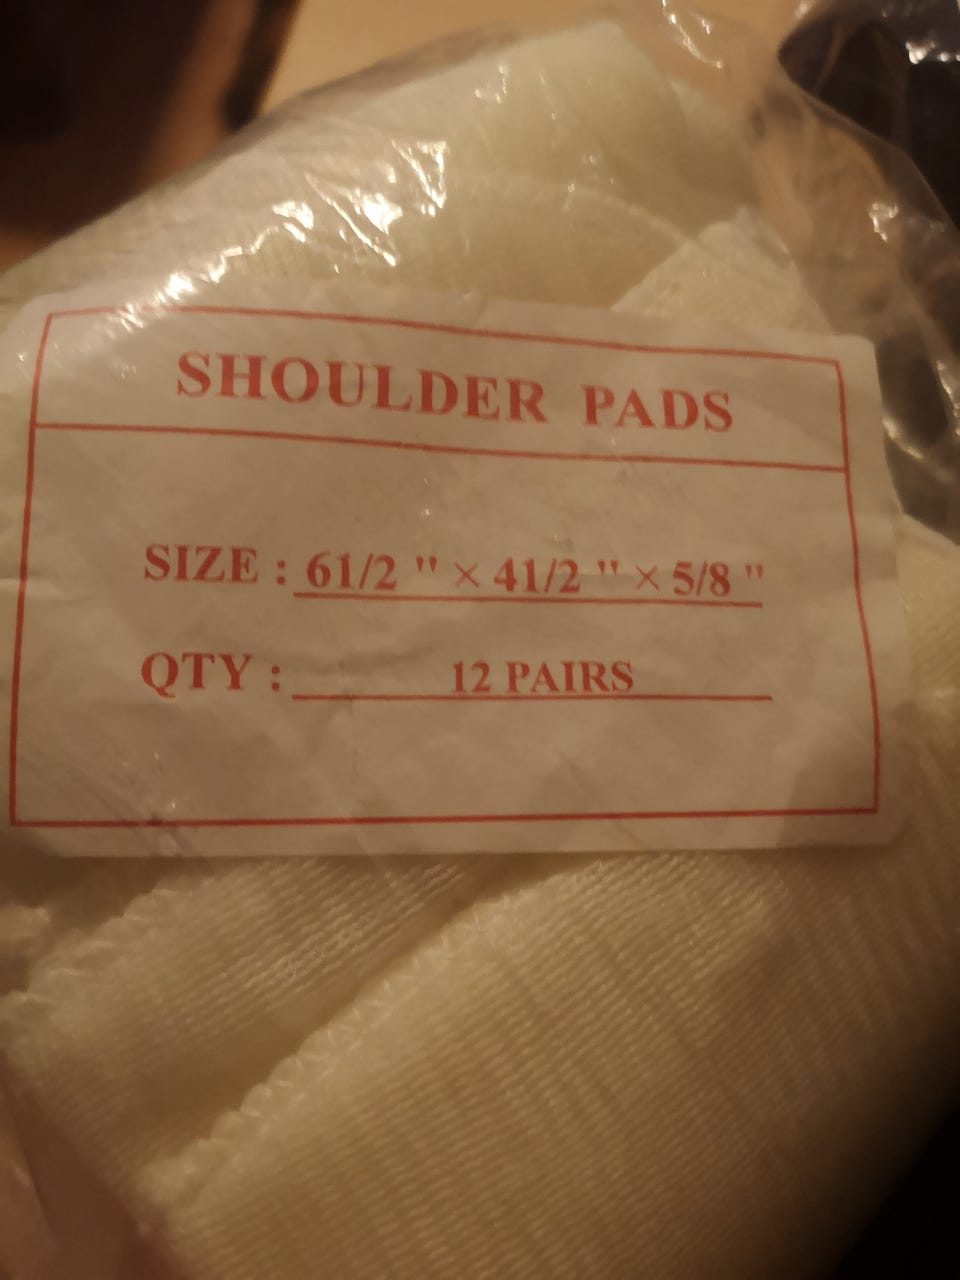 SHOULDER PADS
SIZE : 61/2 " × 41/2 " × 5/8 "
QTY : 12 PAIRS